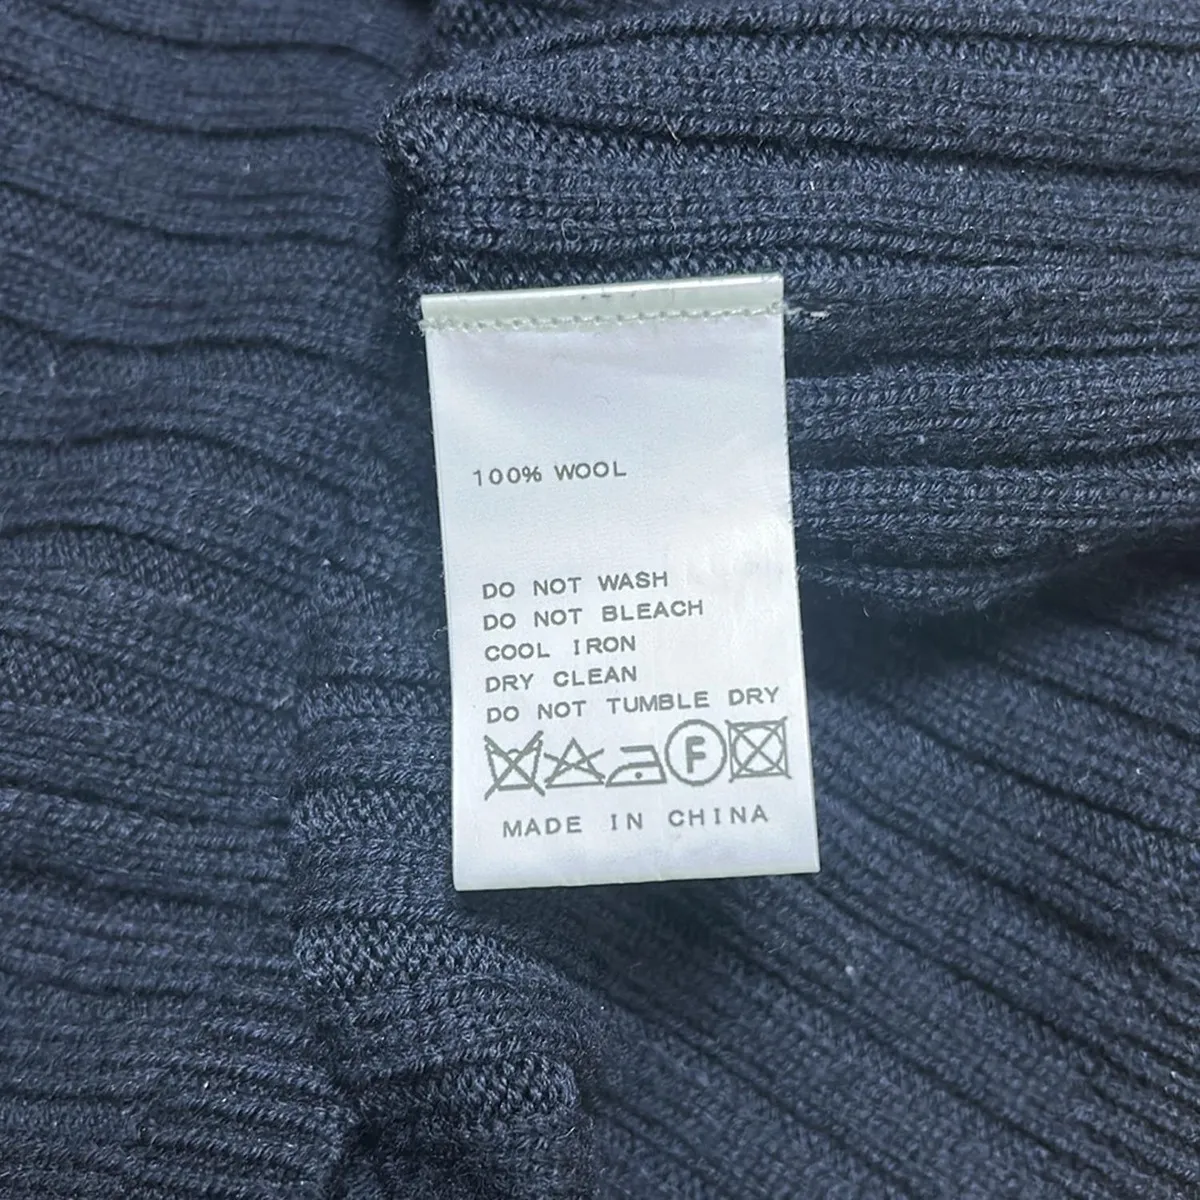 100% WOOL
DO NOT WASH
DO NOT BLEACH
COOL IRON
DRY CLEAN
DO NOT TUMBLE DRY
F
MADE IN CHINA